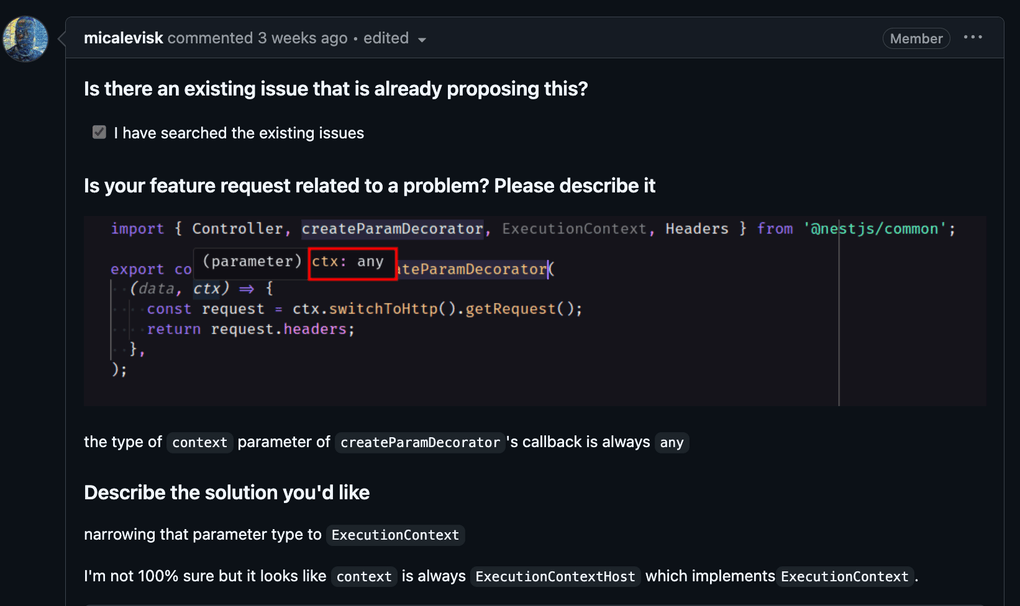 micalevisk commented 3 weeks ago • edited
Member
Is there an existing issue that is already proposing this?
I have searched the existing issues
Is your feature request related to a problem? Please describe it
import { Controller, createParamDecorator, ExecutionContext, Headers } from '@nestjs/common';
export co (parameter) ctx: any ateParamDecorator(
(data, ctx) => {
const request = ctx.switchToHttp().getRequest();
return request.headers;
},
);
the type of context parameter of createParamDecorator 's callback is always any
Describe the solution you'd like
narrowing that parameter type to ExecutionContext
I'm not 100% sure but it looks like context is always ExecutionContextHost which implements ExecutionContext.